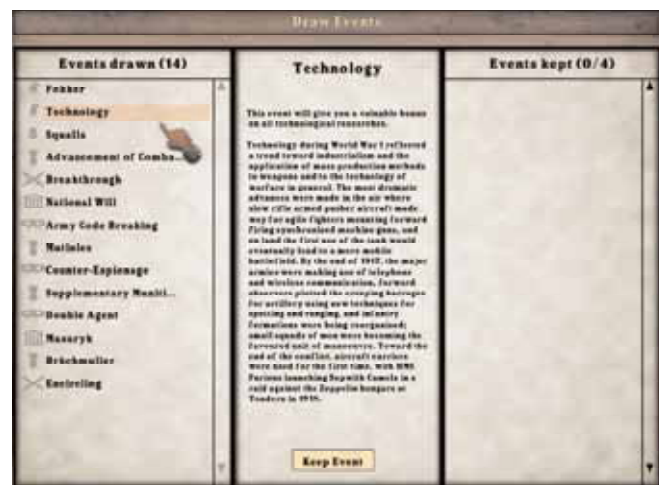 Draw Events
Events drawn (14)
Fokker
Technology
Squalls
Advancement of Comba...
Breakthrough
National Will
Army Code Breaking
Mutinies
Counter-Espionage
Supplementary Muniti...
Double Agent
Masaryk
Brüchmuller
Encircling
Technology
This event will give you a valuable bonus
on all technological researches.
Technology during World War I reflected
a trend toward industrialism and the
application of mass production methods
to weapons and to the technology of
warfare in general. The most dramatic
advances were made in the air where
slow rifle armed pusher aircraft made
way for agile fighters mounting forward
firing synchronized machine guns, and
on land the first use of the tank would
eventually lead to a more mobile
battlefield. By the end of 1917, the major
armies were making use of telephone
and wireless communication, forward
observers plotted the creeping barrages
for artillery using new techniques for
spotting and ranging, and infantry
formations were being reorganised;
small squads of men were becoming the
favoured unit of manoeuvre. Toward the
end of the conflict, aircraft carriers
were used for the first time, with HMS
Furious launching Sopwith Camels in a
raid against the Zeppelin hangars at
Tondern in 1918.
Keep Event
Events kept (0/4)